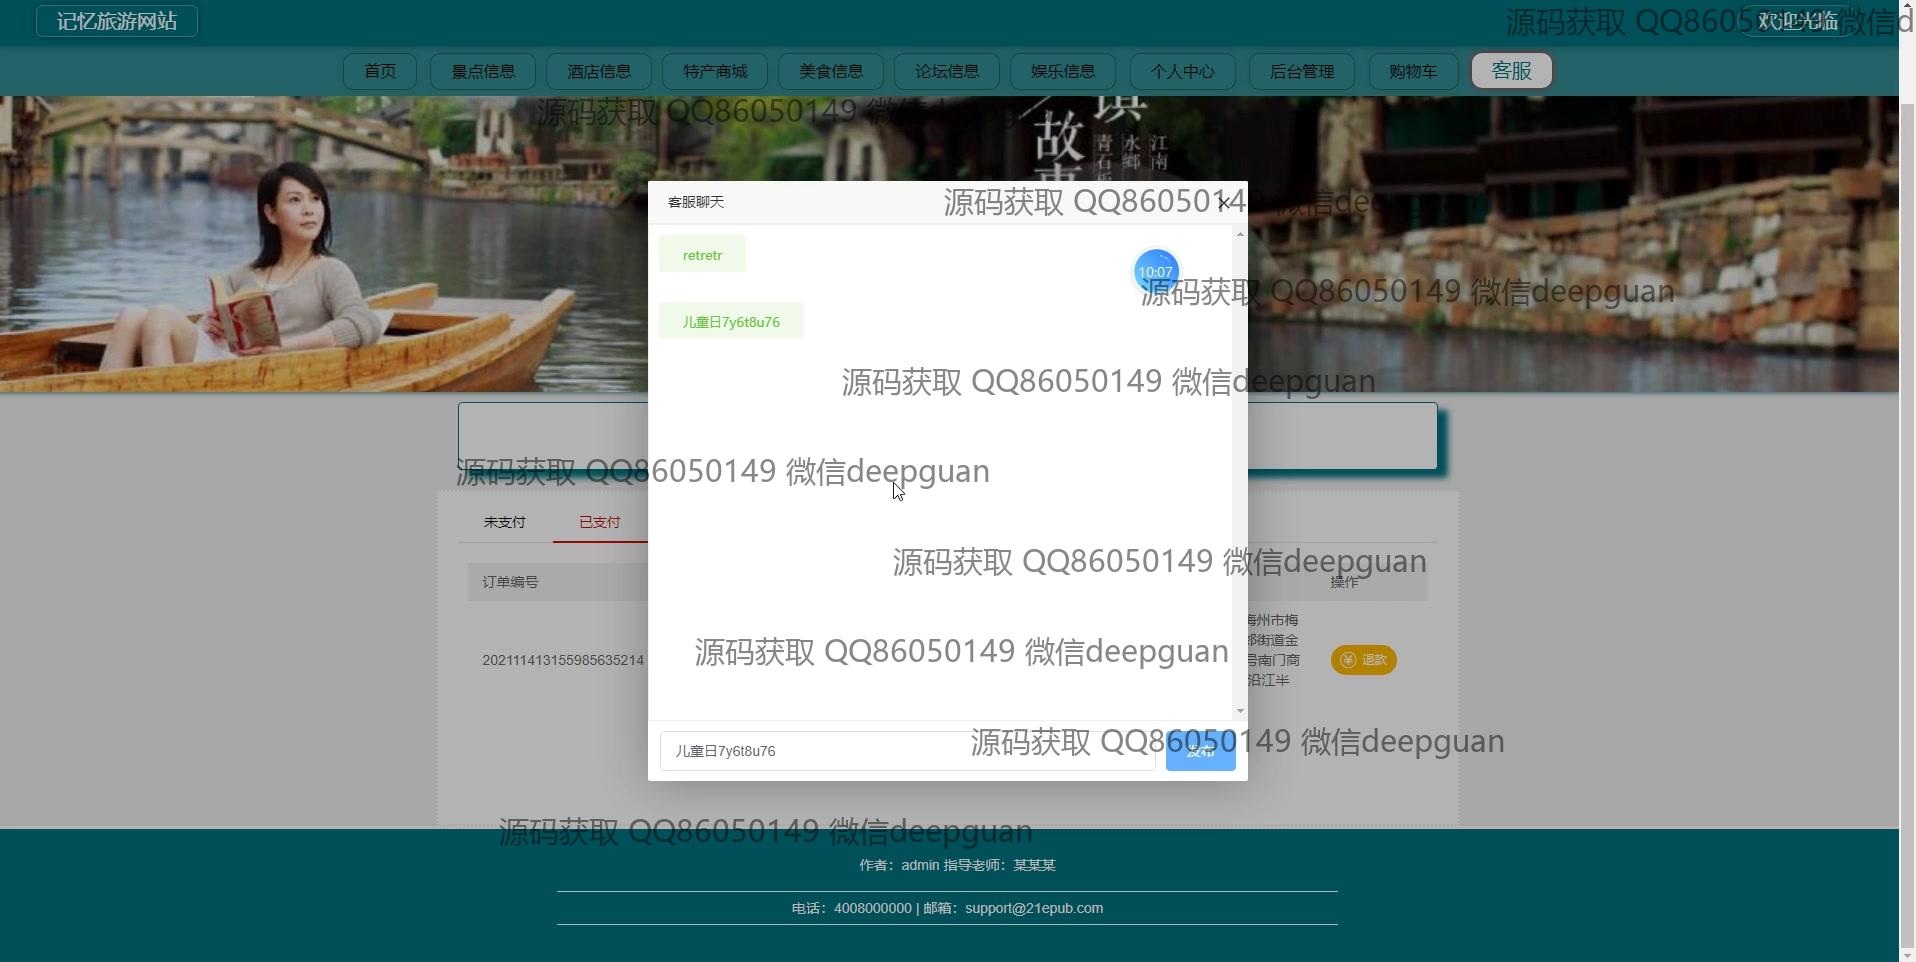 记忆旅游网站
欢迎光临
源码获取 QQ86050149 微信d
首页 景点信息 酒店信息 特产商城 美食信息 论坛信息 娱乐信息 个人中心 后台管理 购物车 客服
源码获取 QQ86050149
故事 青石 水乡 江南
客服聊天
源码获取 QQ86050149 微信deepguan
retretr
10:07
源码获取 QQ86050149 微信deepguan
儿童日7y6t8u76
源码获取 QQ86050149 微信deepguan
源码获取 QQ86050149 微信deepguan
未支付 已支付
源码获取 QQ86050149 微信deepguan
订单编号 操作
梅州市梅
郊街道金
号南门商
沿江半
202111413155985635214
退款
源码获取 QQ86050149 微信deepguan
儿童日7y6t8u76
发布
源码获取 QQ86050149 微信deepguan
源码获取 QQ86050149 微信deepguan
作者：admin 指导老师：某某某
电话：4008000000 | 邮箱：support@21epub.com